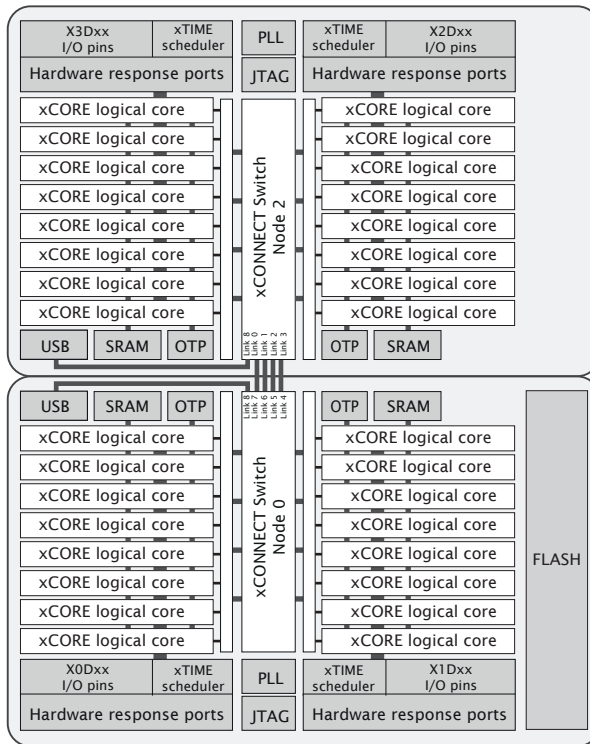 X3Dxx
I/O pins
xTIME
scheduler
Hardware response ports
PLL
JTAG
xTIME
scheduler
X2Dxx
I/O pins
Hardware response ports
xCORE logical core
xCORE logical core
xCORE logical core
xCORE logical core
xCORE logical core
xCORE logical core
xCORE logical core
xCORE logical core
USB
SRAM
OTP
xCONNECT Switch
Node 2
Link 8
Link 0
Link 1
Link 2
Link 3
xCORE logical core
xCORE logical core
xCORE logical core
xCORE logical core
xCORE logical core
xCORE logical core
xCORE logical core
xCORE logical core
OTP
SRAM
USB
SRAM
OTP
xCORE logical core
xCORE logical core
xCORE logical core
xCORE logical core
xCORE logical core
xCORE logical core
xCORE logical core
xCORE logical core
X0Dxx
I/O pins
xTIME
scheduler
Hardware response ports
Link 8
Link 7
Link 6
Link 5
Link 4
xCONNECT Switch
Node 0
PLL
JTAG
OTP
SRAM
xCORE logical core
xCORE logical core
xCORE logical core
xCORE logical core
xCORE logical core
xCORE logical core
xCORE logical core
xCORE logical core
xTIME
scheduler
X1Dxx
I/O pins
Hardware response ports
FLASH